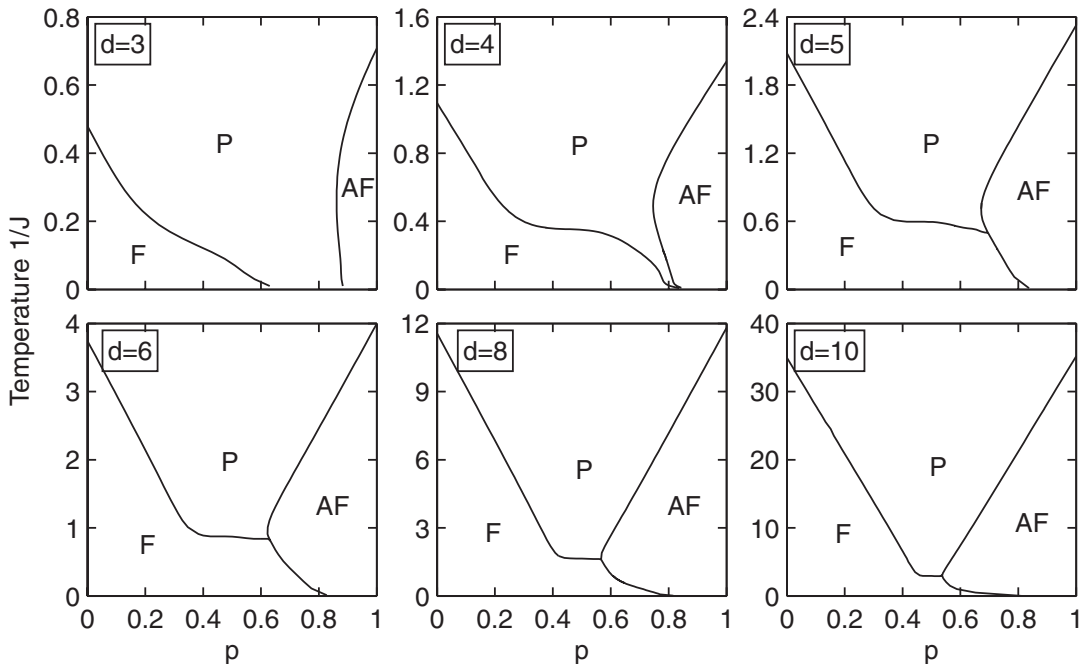 d=3
0.8
0.6
0.4
0.2
0
P
F
AF
d=4
1.6
1.2
0.8
0.4
0
P
F
AF
d=5
2.4
1.8
1.2
0.6
0
P
F
AF
Temperature 1/J
d=6
4
3
2
1
0
P
F
AF
0 0.2 0.4 0.6 0.8 1
p
d=8
12
9
6
3
0
P
F
AF
0 0.2 0.4 0.6 0.8 1
p
d=10
40
30
20
10
0
P
F
AF
0 0.2 0.4 0.6 0.8 1
p